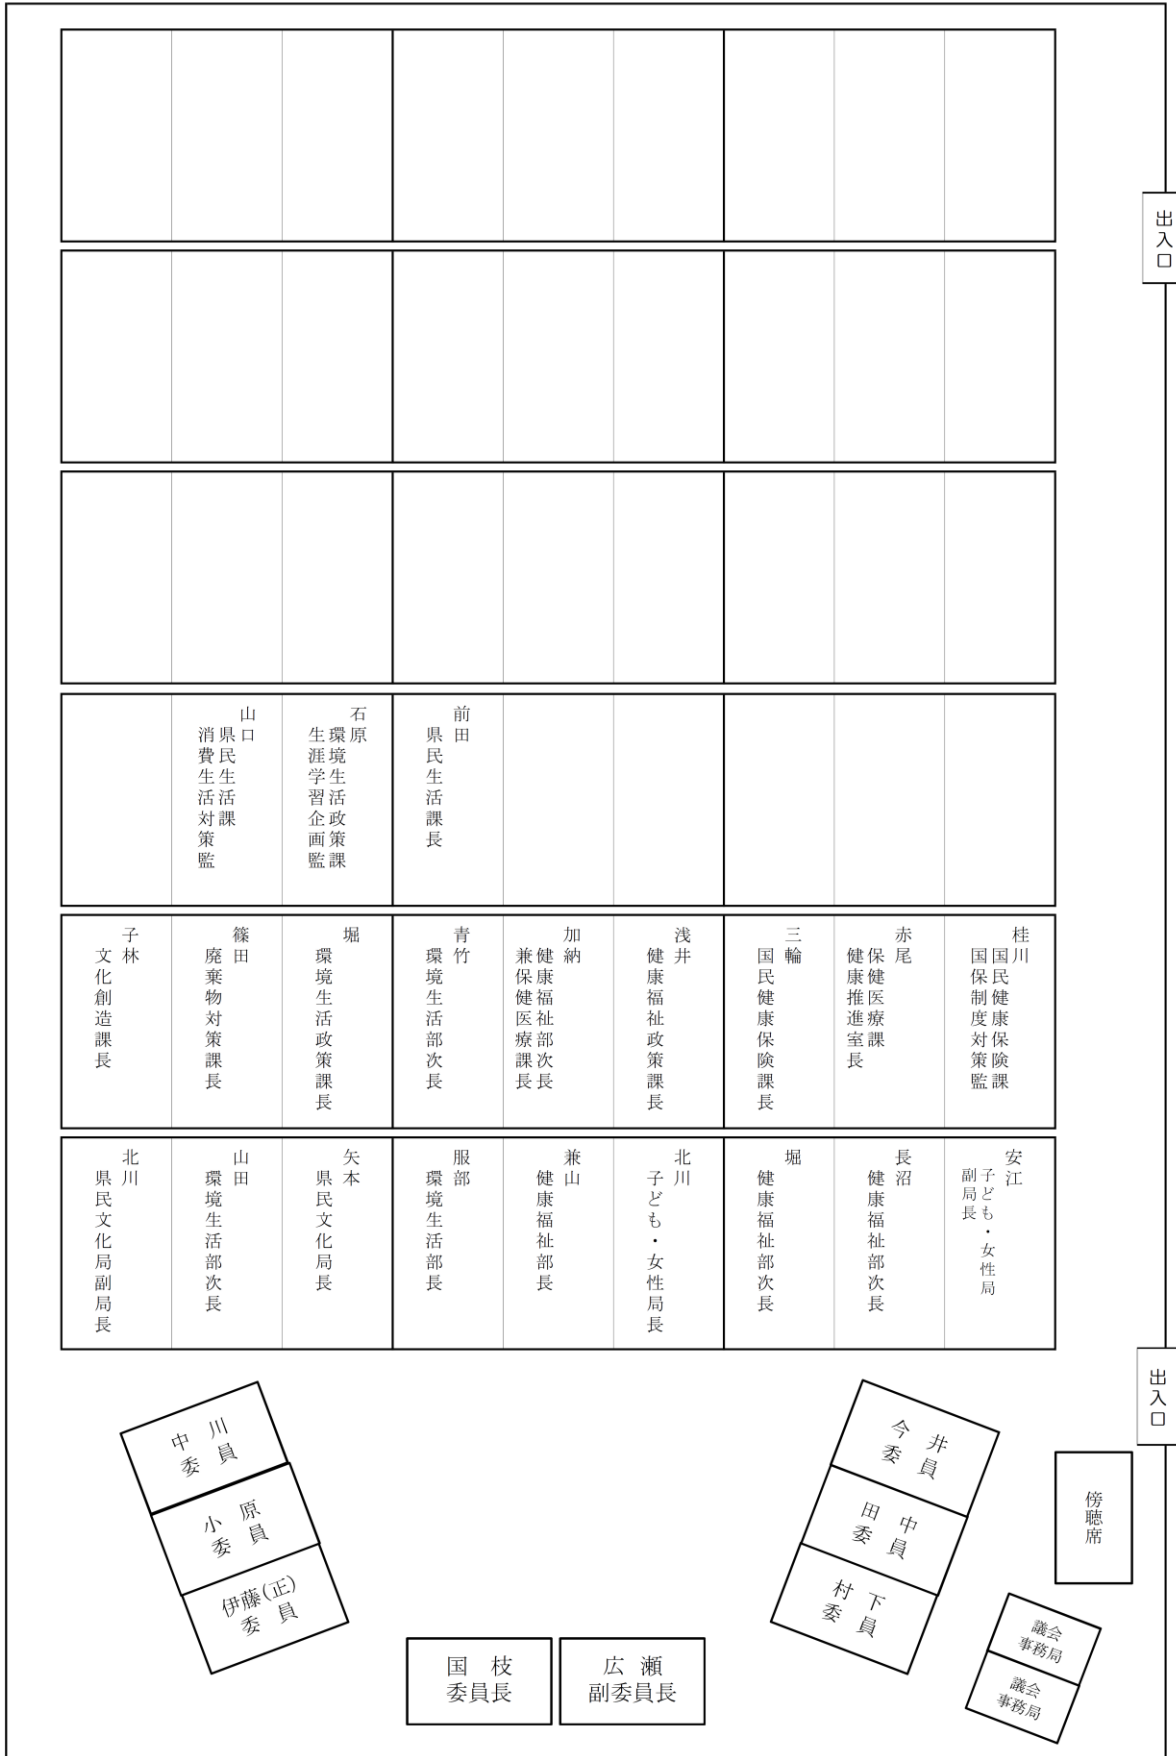 出入口
山口
県民生活課
消費生活対策監
石原
環境生活政策課
生涯学習企画監
前田
県民生活課長
子林
文化創造課長
篠田
廃棄物対策課長
堀
環境生活政策課長
青竹
環境生活部次長
加納
健康福祉部次長
兼保健医療課長
浅井
健康福祉政策課長
三輪
国民健康保険課長
赤尾
保健医療課
健康推進室長
桂川
国民健康保険課
国保制度対策監
北川
県民文化局副局長
山田
環境生活部次長
矢本
県民文化局長
服部
環境生活部長
兼山
健康福祉部長
北川
子ども・女性局長
堀
健康福祉部次長
長沼
健康福祉部次長
安江
子ども・女性局
副局長
出入口
中川
委員
小原
委員
伊藤(正)
委員
今井
委員
田中
委員
村下
委員
傍聴席
議会
事務局
議会
事務局
国枝
委員長
広瀬
副委員長